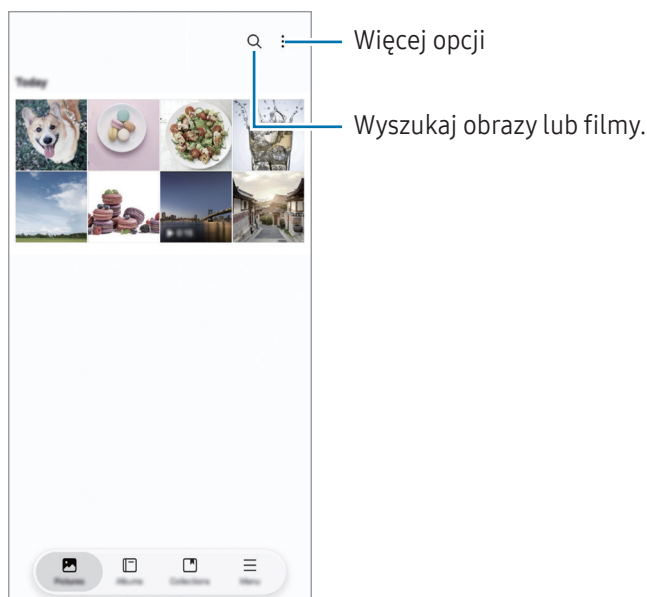 Więcej opcji
Today
Wyszukaj obrazy lub filmy.
Pictures
Albums
Collections
Menu